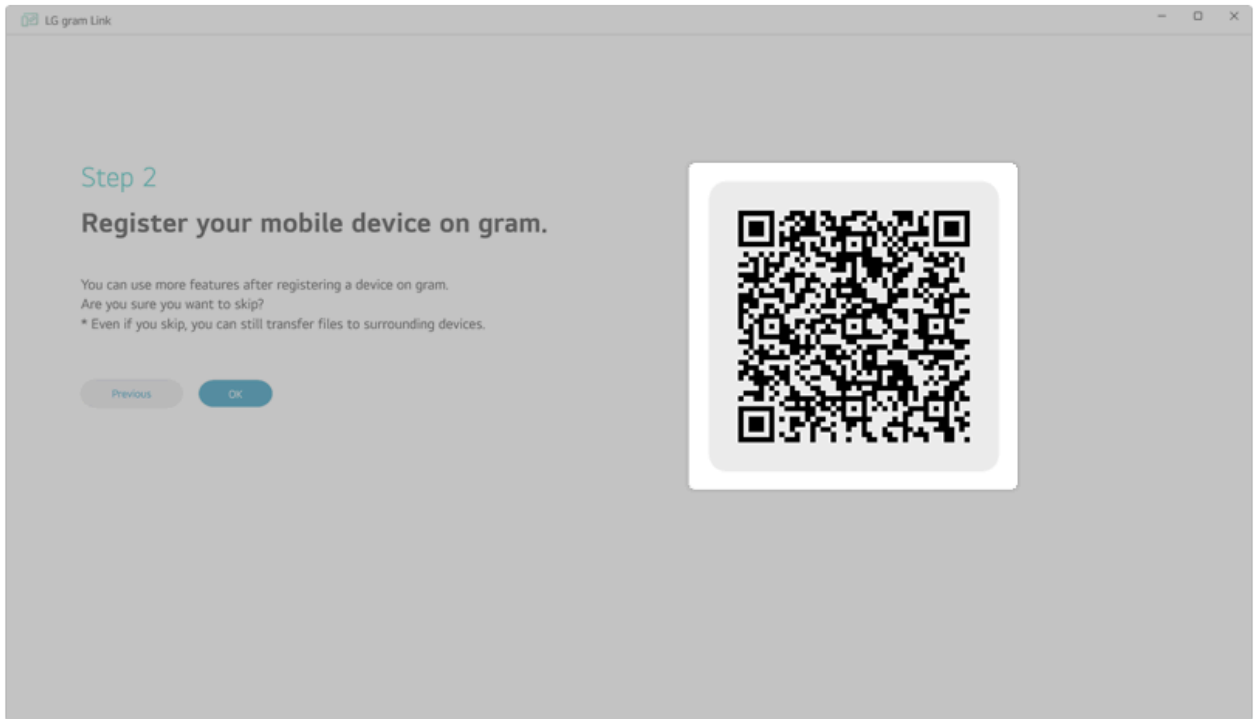 LG gram Link
Step 2
Register your mobile device on gram.
You can use more features after registering a device on gram.
Are you sure you want to skip?
* Even if you skip, you can still transfer files to surrounding devices.
Previous
OK